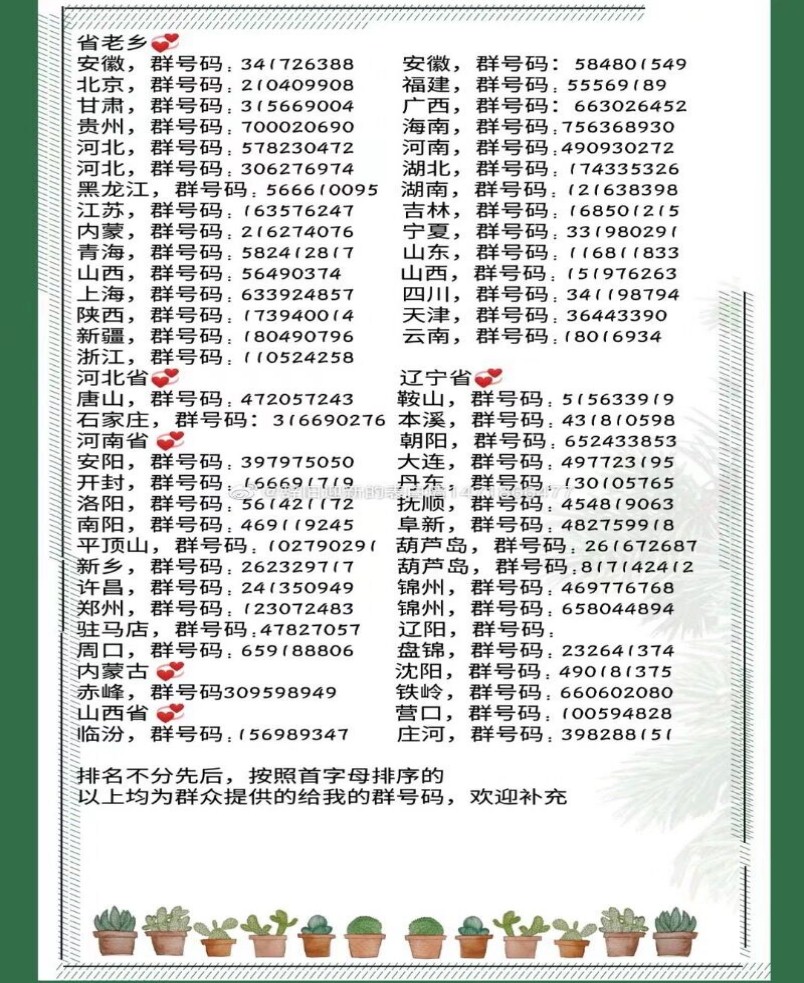 省老乡
安徽，群号码：341726388 安徽，群号码：584801549
北京，群号码：210409908 福建，群号码：55569189
甘肃，群号码：315669004 广西，群号码：663026452
贵州，群号码：700020690 海南，群号码：756368930
河北，群号码：578230472 河南，群号码：490930272
河北，群号码：306276974 湖北，群号码：174335326
黑龙江，群号码：566610095 湖南，群号码：121638398
江苏，群号码：163576247 吉林，群号码：168501215
内蒙，群号码：216274076 宁夏，群号码：331980291
青海，群号码：582412817 山东，群号码：116811833
山西，群号码：56490374 山西，群号码：151976263
上海，群号码：633924857 四川，群号码：341198794
陕西，群号码：173940014 天津，群号码：36443390
新疆，群号码：180490796 云南，群号码：18016934
浙江，群号码：110524258
河北省 辽宁省
唐山，群号码：472057243 鞍山，群号码：515633919
石家庄，群号码：316690276 本溪，群号码：431810598
河南省 朝阳，群号码：652433853
安阳，群号码：397975050 大连，群号码：497723195
开封，群号码：156691719 丹东，群号码：130105765
洛阳，群号码：561421172 抚顺，群号码：454819063
南阳，群号码：469119245 阜新，群号码：482759918
平顶山，群号码：102790291 葫芦岛，群号码：261672687
新乡，群号码：262329717 葫芦岛，群号码：817142412
许昌，群号码：241350949 锦州，群号码：469776768
郑州，群号码：123072483 锦州，群号码：658044894
驻马店，群号码：47827057 辽阳，群号码：
周口，群号码：659188806 盘锦，群号码：232641374
内蒙古 沈阳，群号码：490181375
赤峰，群号码309598949 铁岭，群号码：660602080
山西省 营口，群号码：100594828
临汾，群号码：156989347 庄河，群号码：398288151
排名不分先后，按照首字母排序的
以上均为群众提供的给我的群号码，欢迎补充